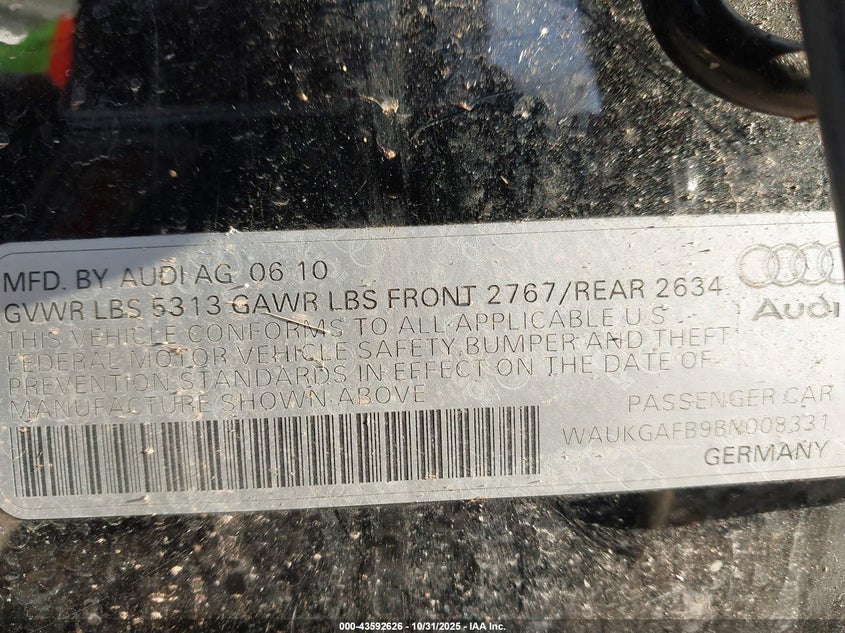 MFD. BY AUDI AG 06 10
GVWR LBS 5313 GAWR LBS FRONT 2767/REAR 2634
THIS VEHICLE CONFORMS TO ALL APPLICABLE U S
FEDERAL MOTOR VEHICLE SAFETY BUMPER AND THEFT
PREVENTION STANDARDS IN EFFECT ON THE DATE OF
MANUFACTURE SHOWN ABOVE
Audi
PASSENGER CAR
WAUKGAFB9BN008331
GERMANY
000-43592626 - 10/31/2025 - IAA Inc.